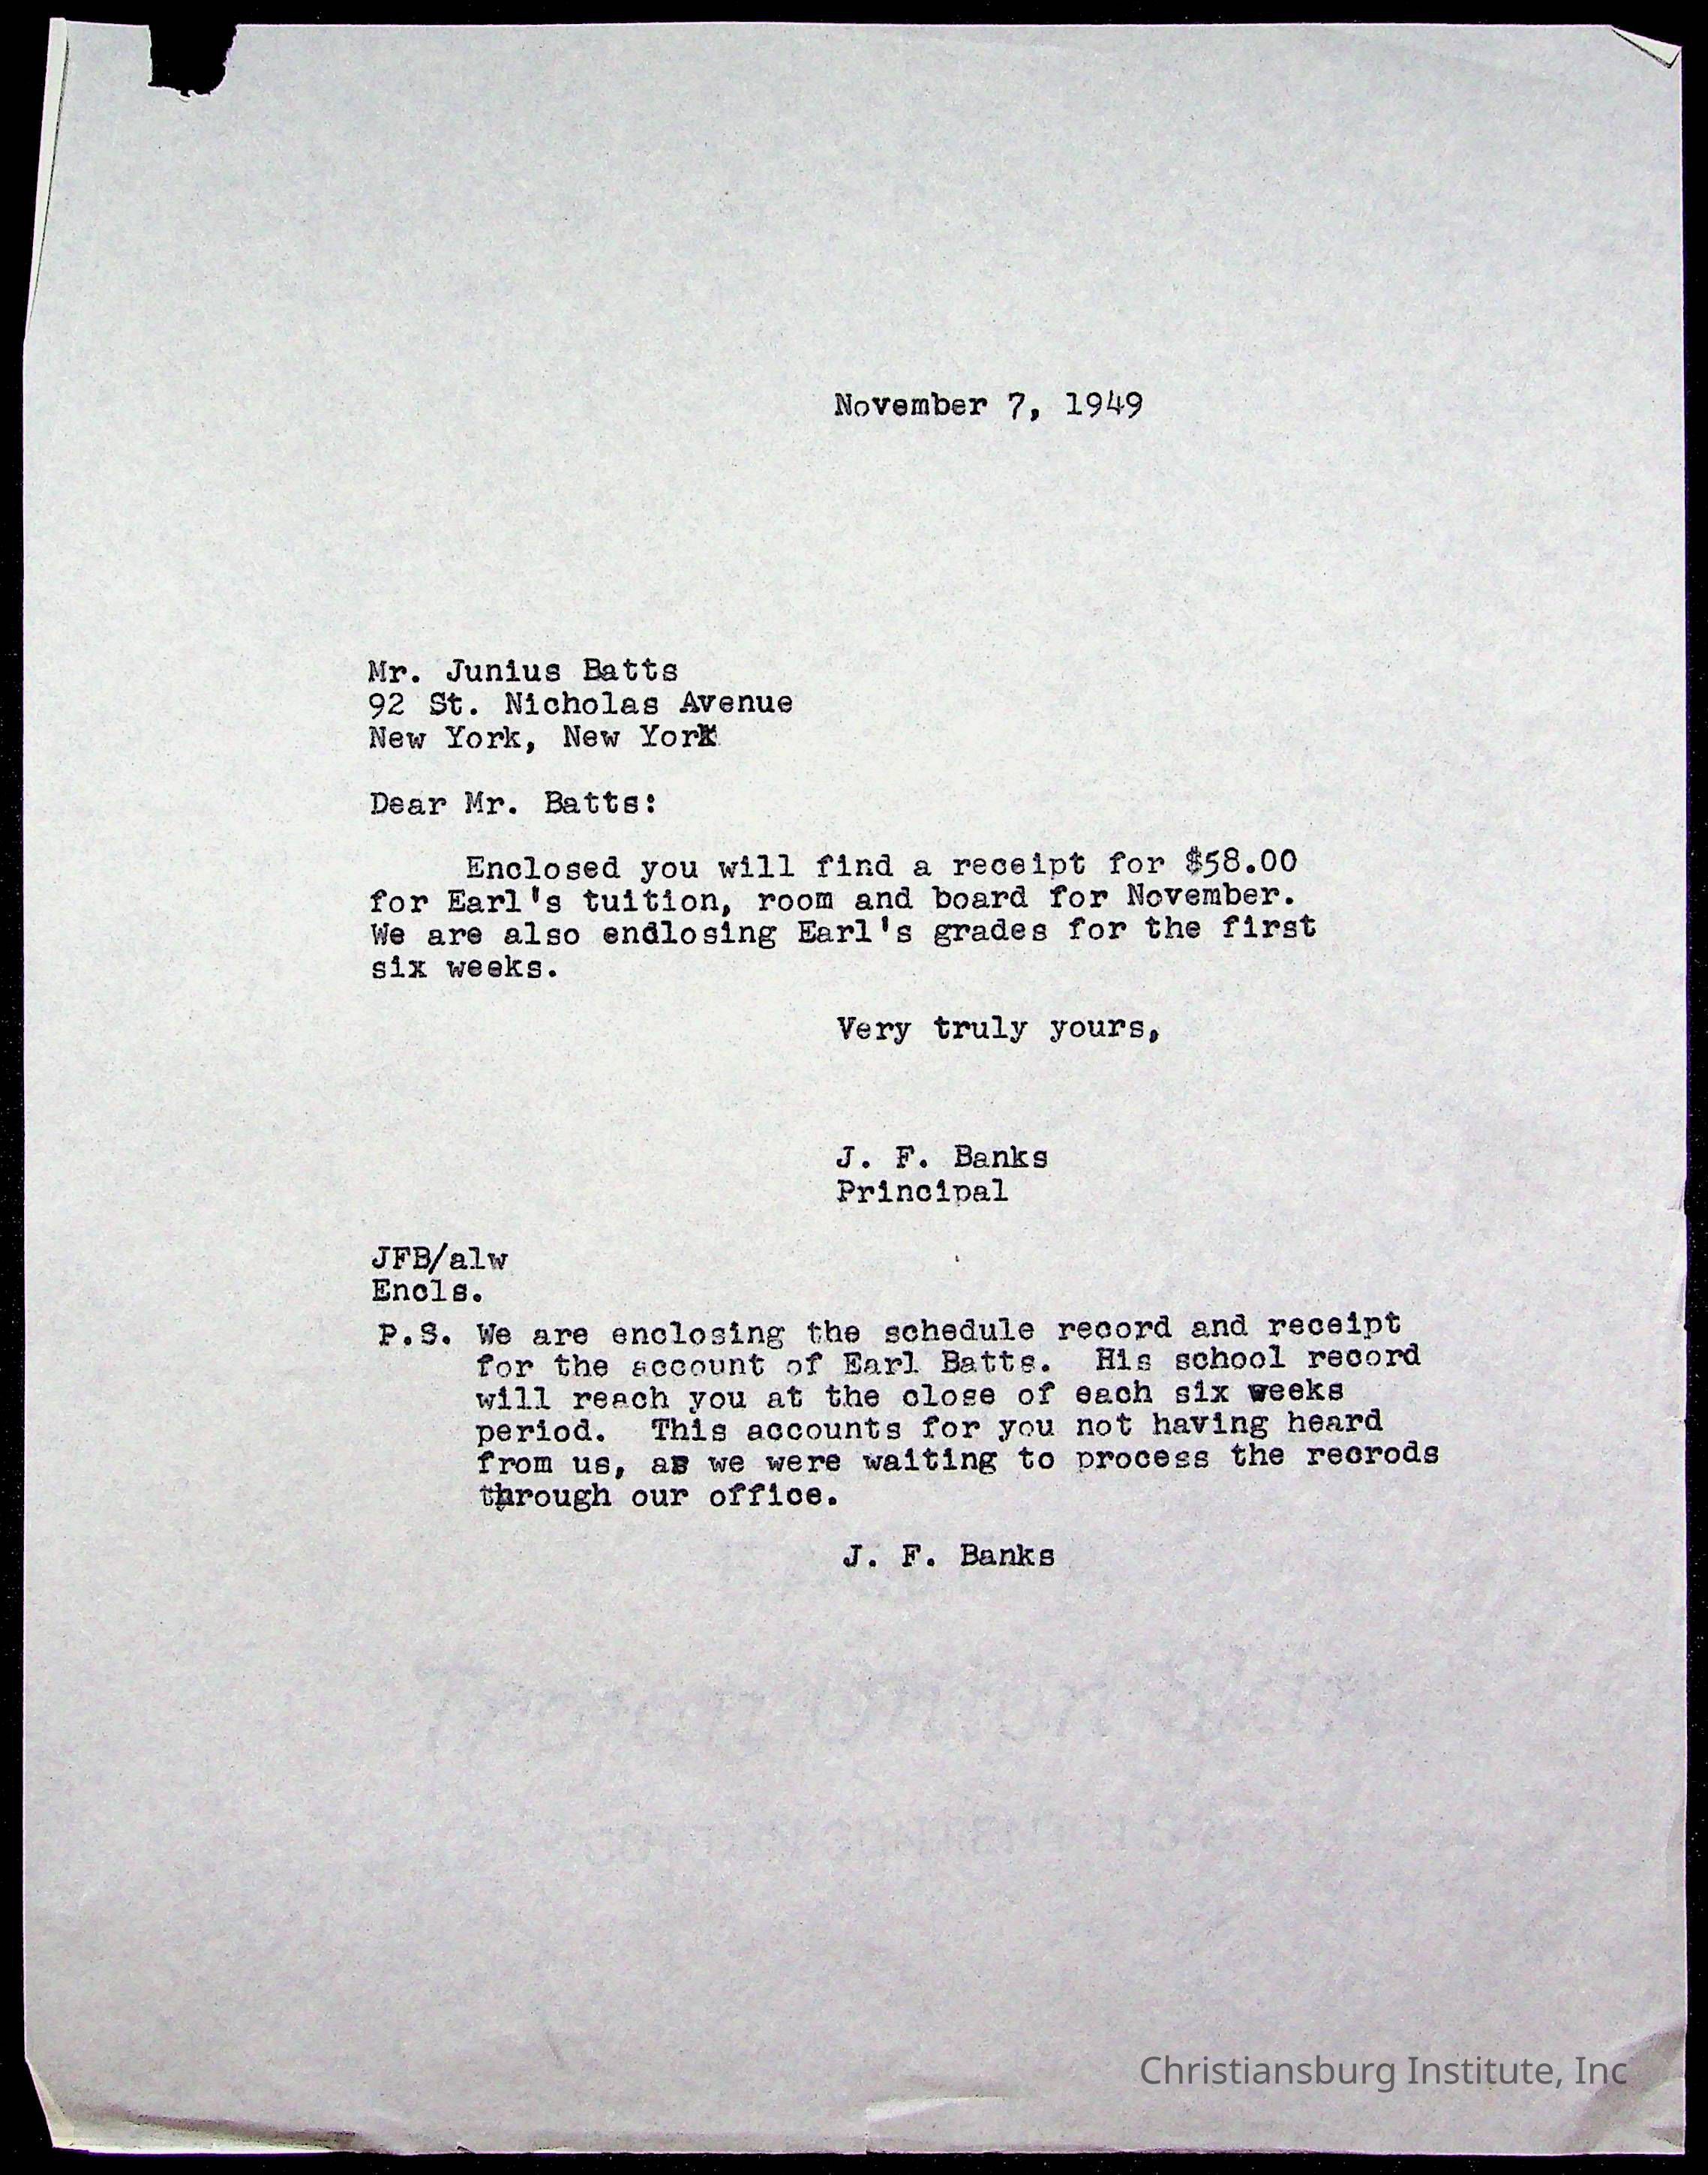 November 7, 1949
Mr. Junius Batts
92 St. Nicholas Avenue
New York, New York
Dear Mr. Batts:
Enclosed you will find a receipt for $58.00
for Earl's tuition, room and board for November.
We are also endlosing Earl's grades for the first
six weeks.
Very truly yours,
J. F. Banks
Principal
JFB/alw
Encls.
P.S. We are enclosing the schedule record and receipt
for the account of Earl Batts. His school record
will reach you at the close of each six weeks
period. This accounts for you not having heard
from us, as we were waiting to process the recrods
through our office.
J. F. Banks
Christiansburg Institute, Inc